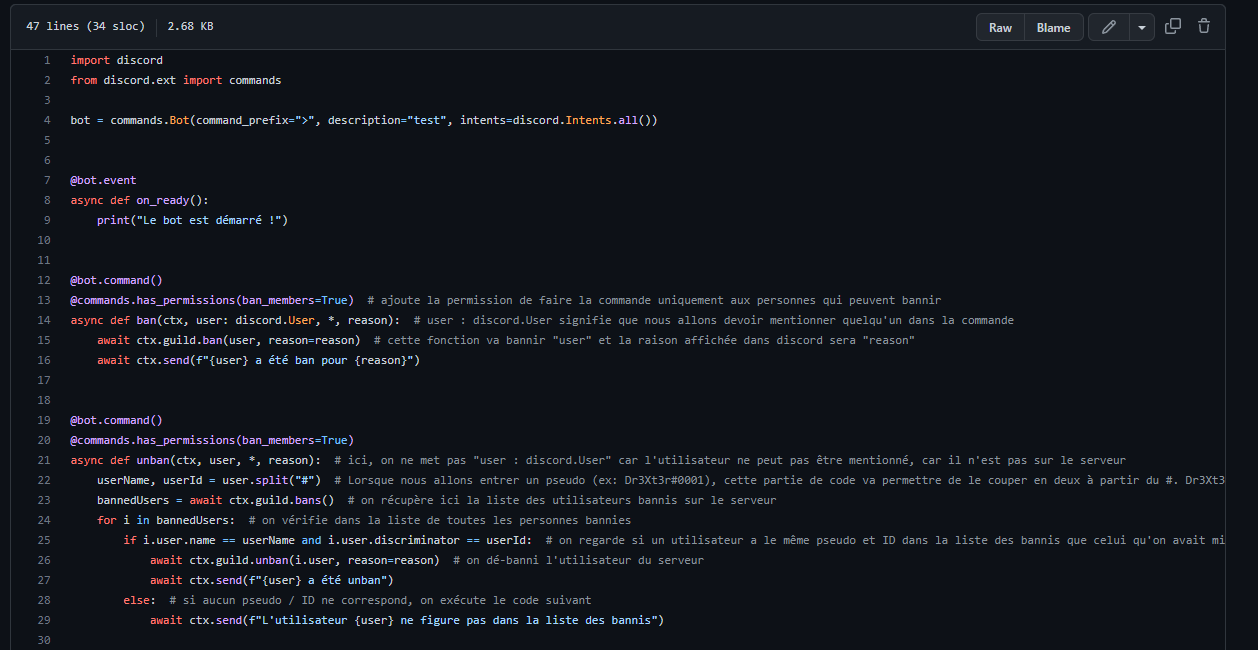 47 lines (34 sloc) 2.68 KB Raw Blame
1 import discord
2 from discord.ext import commands
3
4 bot = commands.Bot(command_prefix=">", description="test", intents=discord.Intents.all())
5
6
7 @bot.event
8 async def on_ready():
9 print("Le bot est démarré !")
10
11
12 @bot.command()
13 @commands.has_permissions(ban_members=True) # ajoute la permission de faire la commande uniquement aux personnes qui peuvent bannir
14 async def ban(ctx, user: discord.User, *, reason): # user : discord.User signifie que nous allons devoir mentionner quelqu'un dans la commande
15 await ctx.guild.ban(user, reason=reason) # cette fonction va bannir "user" et la raison affichée dans discord sera "reason"
16 await ctx.send(f"{user} a été ban pour {reason}")
17
18
19 @bot.command()
20 @commands.has_permissions(ban_members=True)
21 async def unban(ctx, user, *, reason): # ici, on ne met pas "user : discord.User" car l'utilisateur ne peut pas être mentionné, car il n'est pas sur le serveur
22 userName, userId = user.split("#") # Lorsque nous allons entrer un pseudo (ex: Dr3Xt3r#0001), cette partie de code va permettre de le couper en deux à partir du #. Dr3Xt3
23 bannedUsers = await ctx.guild.bans() # on récupère ici la liste des utilisateurs bannis sur le serveur
24 for i in bannedUsers: # on vérifie dans la liste de toutes les personnes bannies
25 if i.user.name == userName and i.user.discriminator == userId: # on regarde si un utilisateur a le même pseudo et ID dans la liste des bannis que celui qu'on avait mi
26 await ctx.guild.unban(i.user, reason=reason) # on dé-banni l'utilisateur du serveur
27 await ctx.send(f"{user} a été unban")
28 else: # si aucun pseudo / ID ne correspond, on exécute le code suivant
29 await ctx.send(f"L'utilisateur {user} ne figure pas dans la liste des bannis")
30